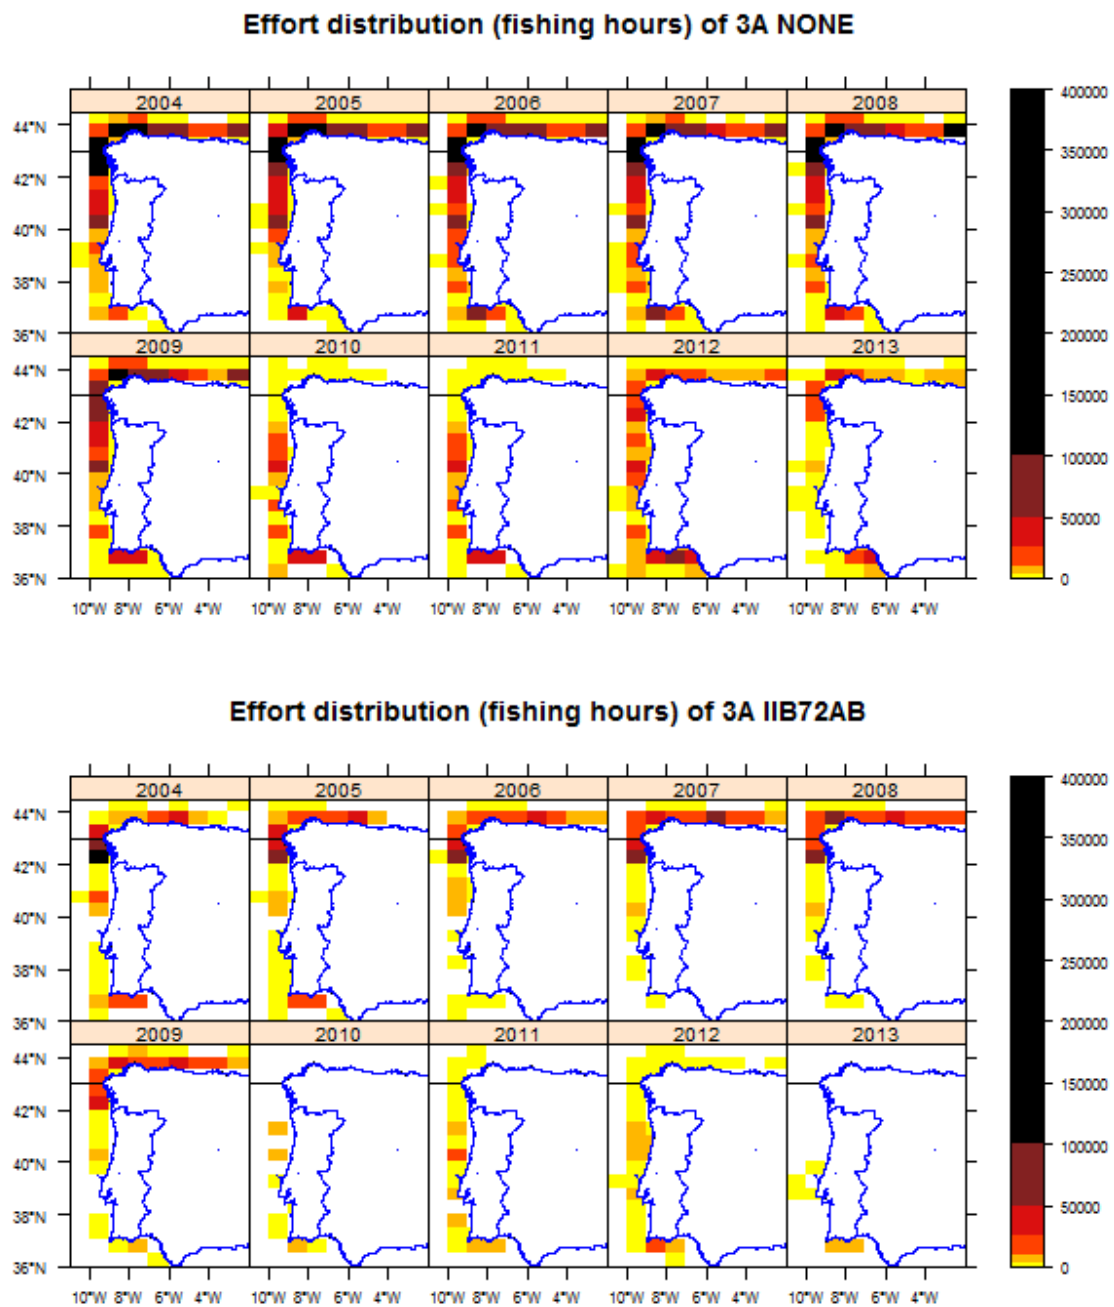 Effort distribution (fishing hours) of 3A NONE
2004 2005 2006 2007 2008
400000
44°N
350000
42°N
300000
40°N
250000
38°N
200000
36°N
2009 2010 2011 2012 2013
44°N
150000
42°N
100000
40°N
50000
38°N
36°N
0
10°W 8°W 6°W 4°W 10°W 8°W 6°W 4°W 10°W 8°W 6°W 4°W 10°W 8°W 6°W 4°W 10°W 8°W 6°W 4°W
Effort distribution (fishing hours) of 3A IIB72AB
2004 2005 2006 2007 2008
400000
44°N
350000
42°N
300000
40°N
250000
38°N
200000
36°N
2009 2010 2011 2012 2013
44°N
150000
42°N
100000
40°N
50000
38°N
36°N
0
10°W 8°W 6°W 4°W 10°W 8°W 6°W 4°W 10°W 8°W 6°W 4°W 10°W 8°W 6°W 4°W 10°W 8°W 6°W 4°W